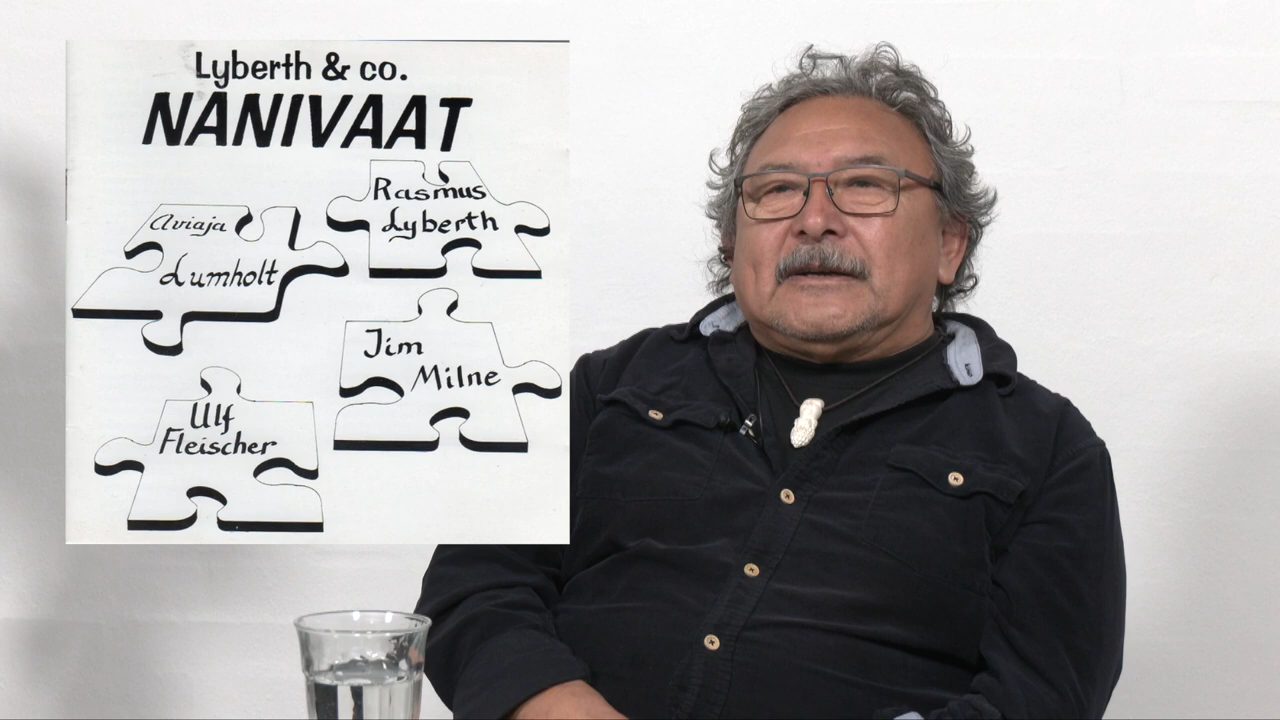 Lyberth & co.
NANIVAAT
Rasmus
Lyberth
Aviaja
Lumholt
Jim
Milne
Ulf
Fleischer